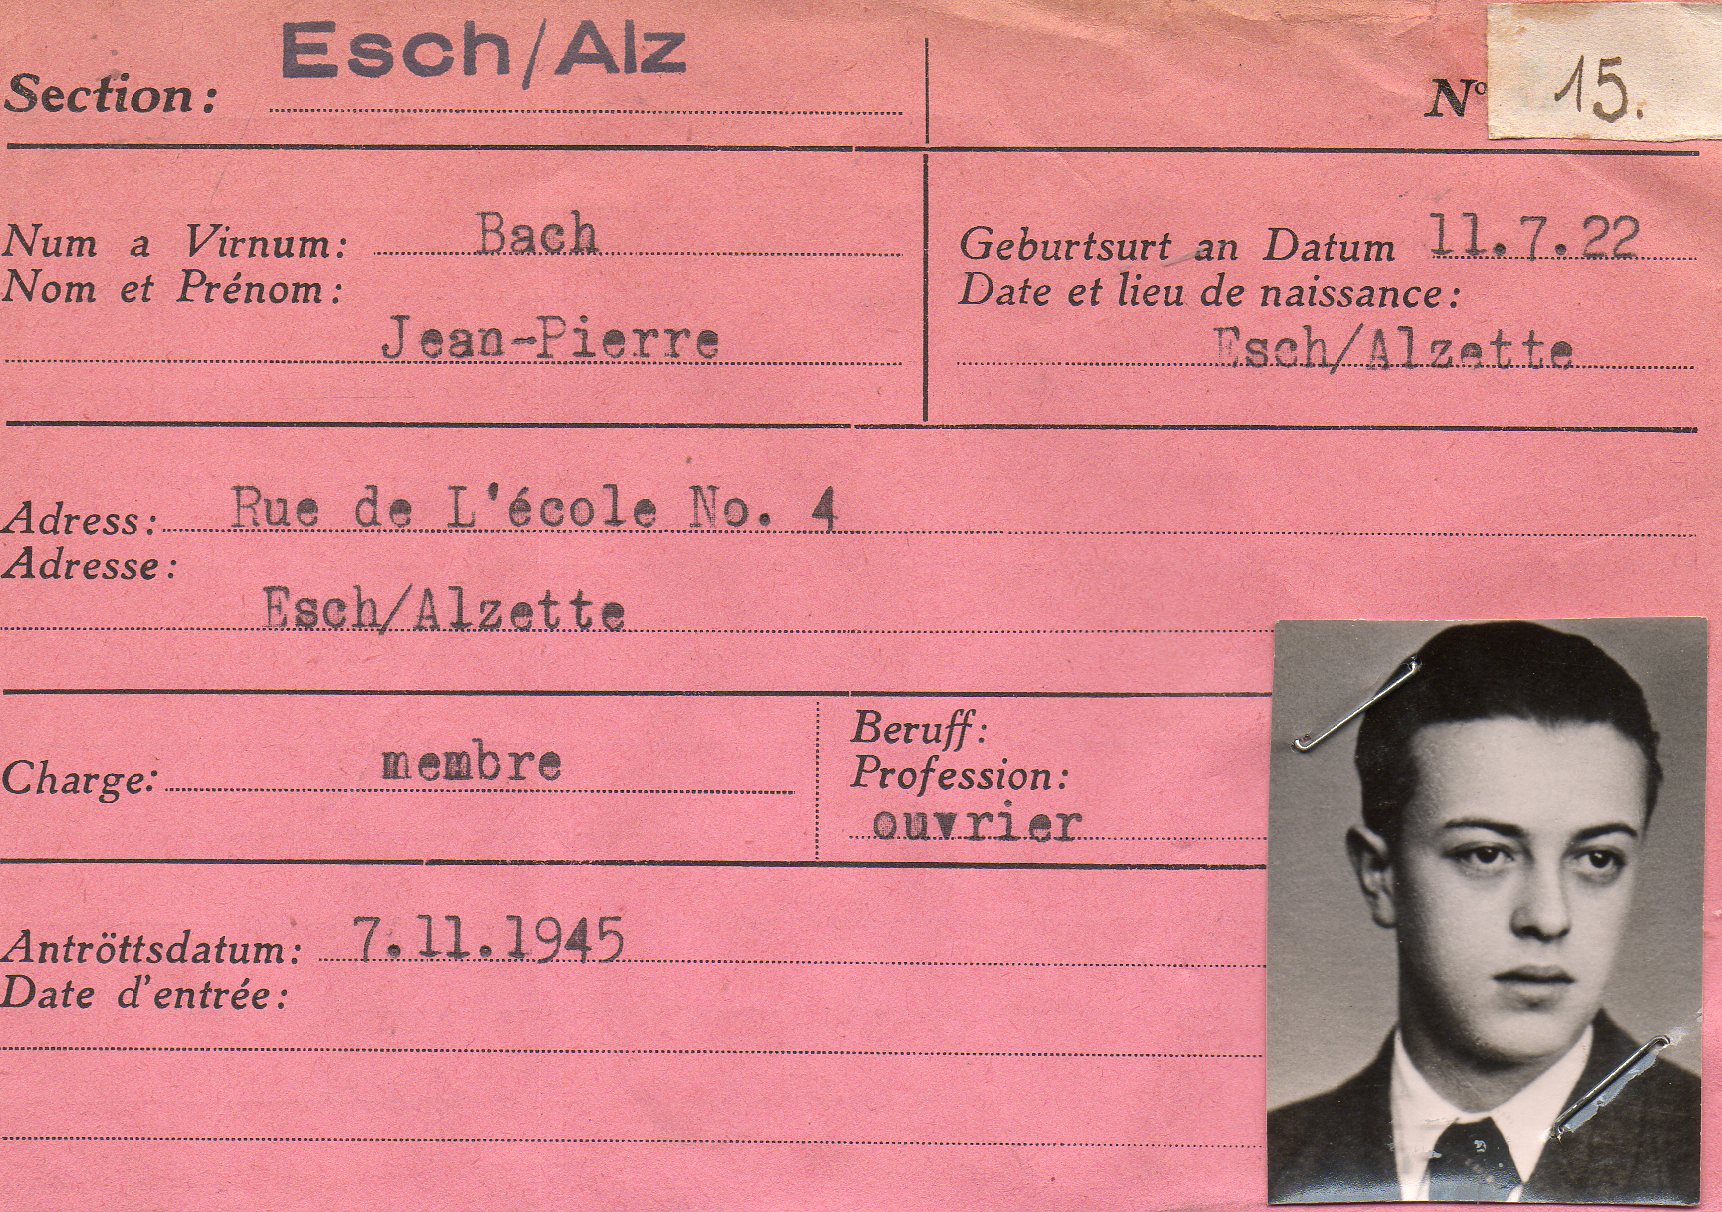 Section: Esch/Alz
No 15.
Num a Virnum: Bach
Nom et Prénom:
Jean-Pierre
Geburtsurt an Datum 11.7.22
Date et lieu de naissance:
Esch/Alzette
Adress: Rue de L'école No. 4
Adresse:
Esch/Alzette
Charge: membre
Beruff:
Profession:
ouvrier
Antröttsdatum: 7.11.1945
Date d'entrée: